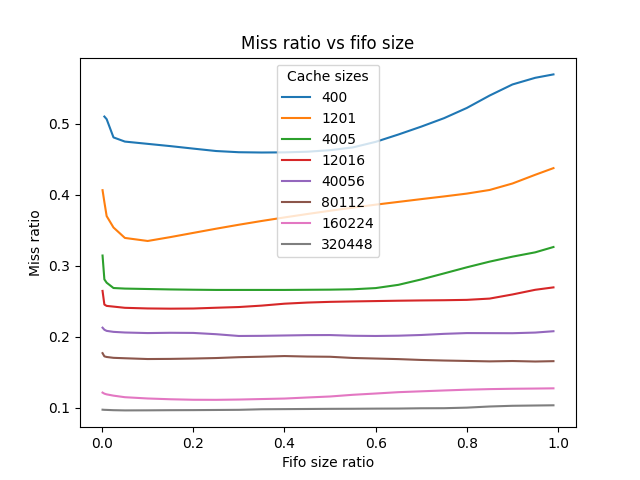 Miss ratio vs fifo size
Cache sizes
400
1201
4005
12016
40056
80112
160224
320448
0.5
0.4
0.3
0.2
0.1
Miss ratio
0.0 0.2 0.4 0.6 0.8 1.0
Fifo size ratio